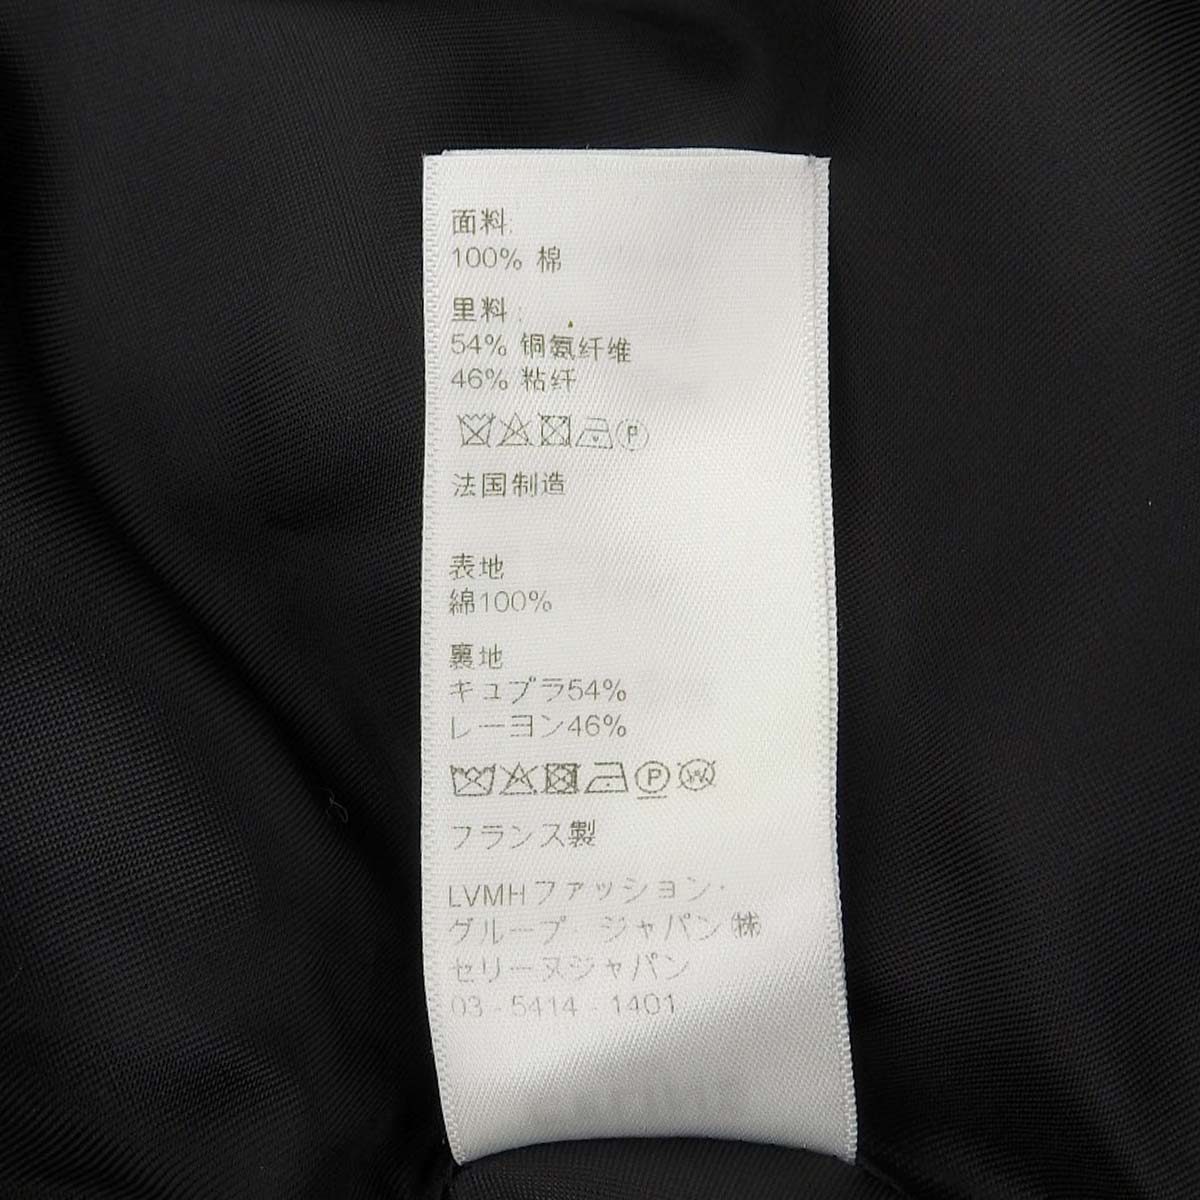 面料:
100% 棉
里料:
54% 铜氨纤维
46% 粘纤
P
法国制造
表地
綿100%
裏地
キュプラ54%
レーヨン46%
P W
フランス製
LVMHファッション・
グループ・ジャパン㈱
セリーヌジャパン
03-5414-1401